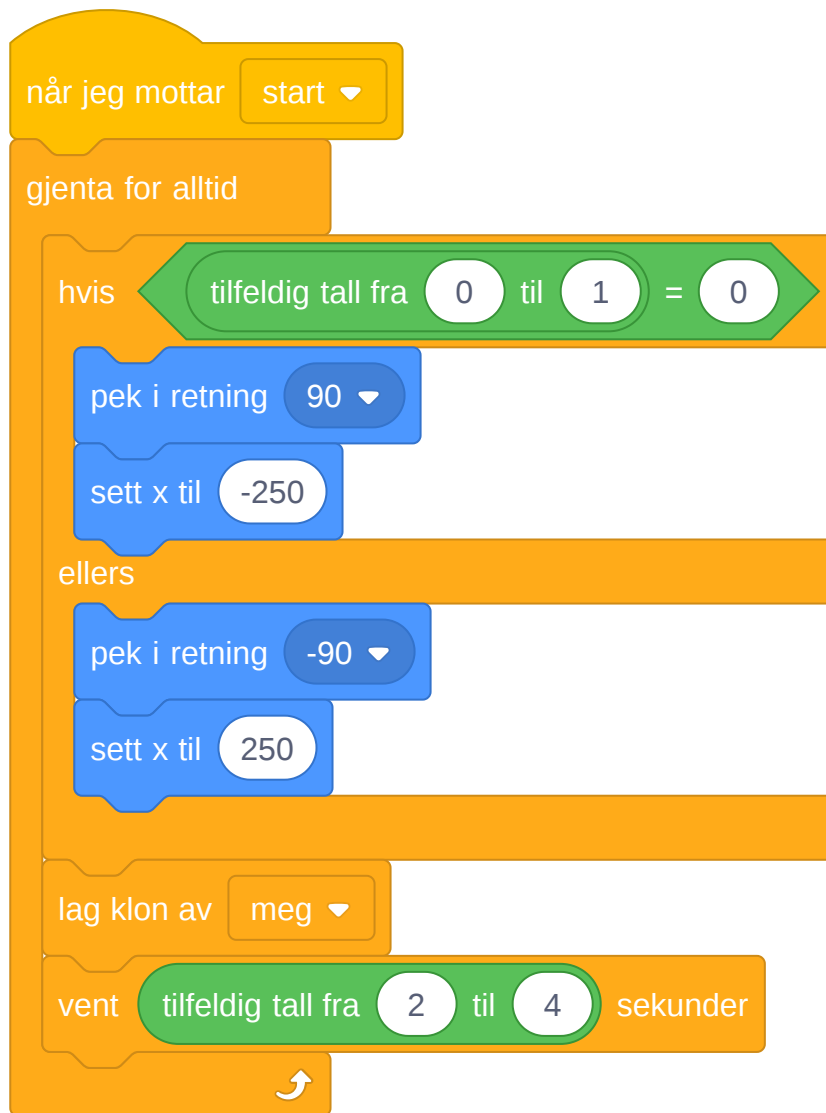 når jeg mottar start
gjenta for alltid
hvis tilfeldig tall fra 0 til 1 = 0
pek i retning 90
sett x til -250
ellers
pek i retning -90
sett x til 250
lag klon av meg
vent tilfeldig tall fra 2 til 4 sekunder